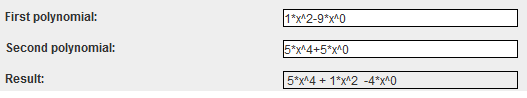 First polynomial: 1*x^2-9*x^0
Second polynomial: 5*x^4+5*x^0
Result: 5*x^4 + 1*x^2 -4*x^0